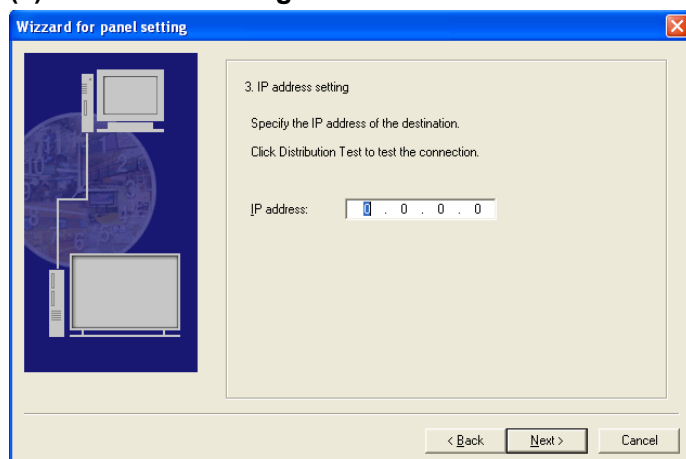 Wizzard for panel setting
3. IP address setting
Specify the IP address of the destination.
Click Distribution Test to test the connection.
IP address: 0 . 0 . 0 . 0
< Back Next > Cancel